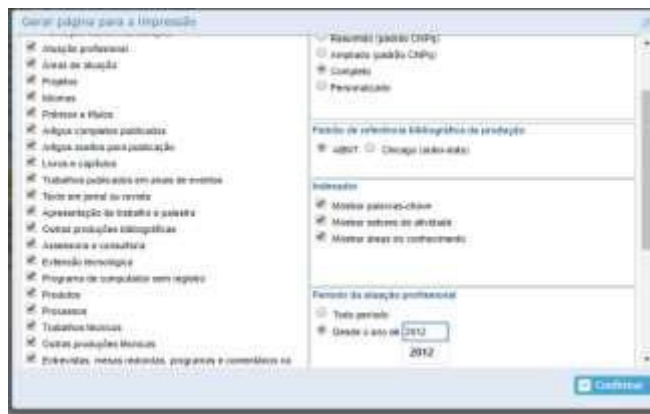 Gerar página para a impressão
Atuação profissional
Áreas de atuação
Projetos
Idiomas
Prêmios e títulos
Artigos completos publicados
Artigos aceitos para publicação
Livros e capítulos
Trabalhos publicados em anais de eventos
Texto em jornal ou revista
Apresentação de trabalho e palestra
Outras produções bibliográficas
Assessoria e consultoria
Extensão tecnológica
Programa de computador sem registro
Produtos
Processos
Trabalhos técnicos
Outras produções técnicas
Entrevistas, mesas redondas, programas e comentários na
Resumido (padrão CNPq)
Ampliado (padrão CNPq)
Completo
Personalizado
Padrão de referência bibliográfica da produção
ABNT Chicago (autor-data)
Indexador
Mostrar palavras-chave
Mostrar setores de atividade
Mostrar áreas do conhecimento
Período da atuação profissional
Todo período
Desde o ano de 2012
2012
Confirmar